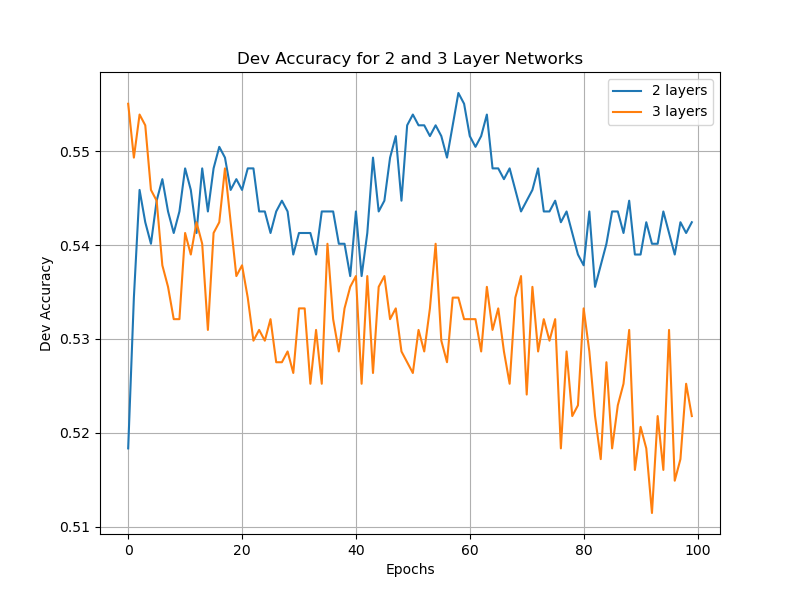 Dev Accuracy for 2 and 3 Layer Networks
2 layers
3 layers
Dev Accuracy
0.55
0.54
0.53
0.52
0.51
0 20 40 60 80 100
Epochs